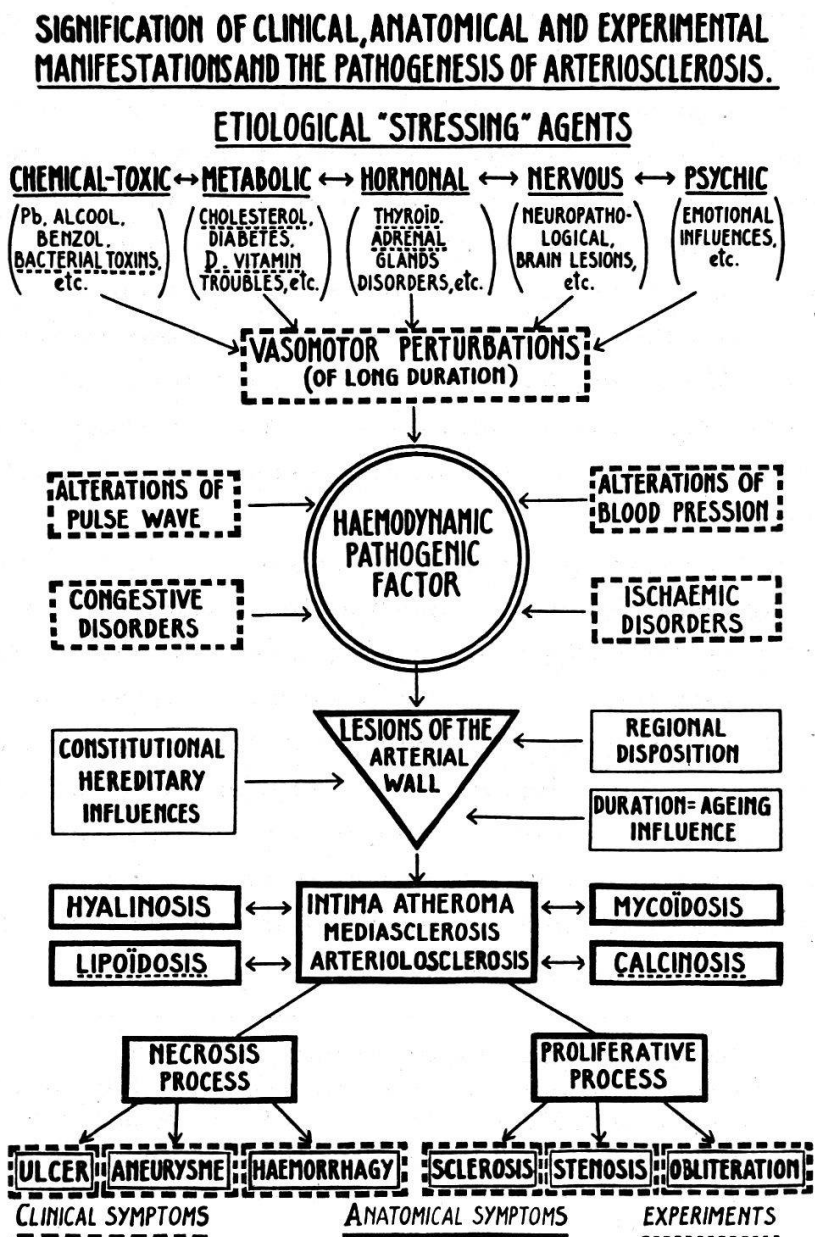 SIGNIFICATION OF CLINICAL, ANATOMICAL AND EXPERIMENTAL
MANIFESTATIONS AND THE PATHOGENESIS OF ARTERIOSCLEROSIS.
ETIOLOGICAL "STRESSING" AGENTS
CHEMICAL-TOXIC ↔ METABOLIC ↔ HORMONAL ↔ NERVOUS ↔ PSYCHIC
(Pb, ALCOOL,
BENZOL,
BACTERIAL TOXINS,
etc.)
(CHOLESTEROL,
DIABETES,
D. VITAMIN
TROUBLES, etc.)
(THYROÏD.
ADRENAL
GLANDS
DISORDERS, etc.)
(NEUROPATHO-
LOGICAL,
BRAIN LESIONS,
etc.)
(EMOTIONAL
INFLUENCES,
etc.)
VASOMOTOR PERTURBATIONS
(OF LONG DURATION)
ALTERATIONS OF
PULSE WAVE
ALTERATIONS OF
BLOOD PRESSION
HAEMODYNAMIC
PATHOGENIC
FACTOR
CONGESTIVE
DISORDERS
ISCHAEMIC
DISORDERS
LESIONS OF THE
ARTERIAL
WALL
CONSTITUTIONAL
HEREDITARY
INFLUENCES
REGIONAL
DISPOSITION
DURATION = AGEING
INFLUENCE
HYALINOSIS
LIPOÏDOSIS
INTIMA ATHEROMA
MEDIASCLEROSIS
ARTERIOLOSCLEROSIS
MYCOÏDOSIS
CALCINOSIS
NECROSIS
PROCESS
PROLIFERATIVE
PROCESS
ULCER ANEURYSME HAEMORRHAGY SCLEROSIS STENOSIS OBLITERATION
CLINICAL SYMPTOMS ANATOMICAL SYMPTOMS EXPERIMENTS